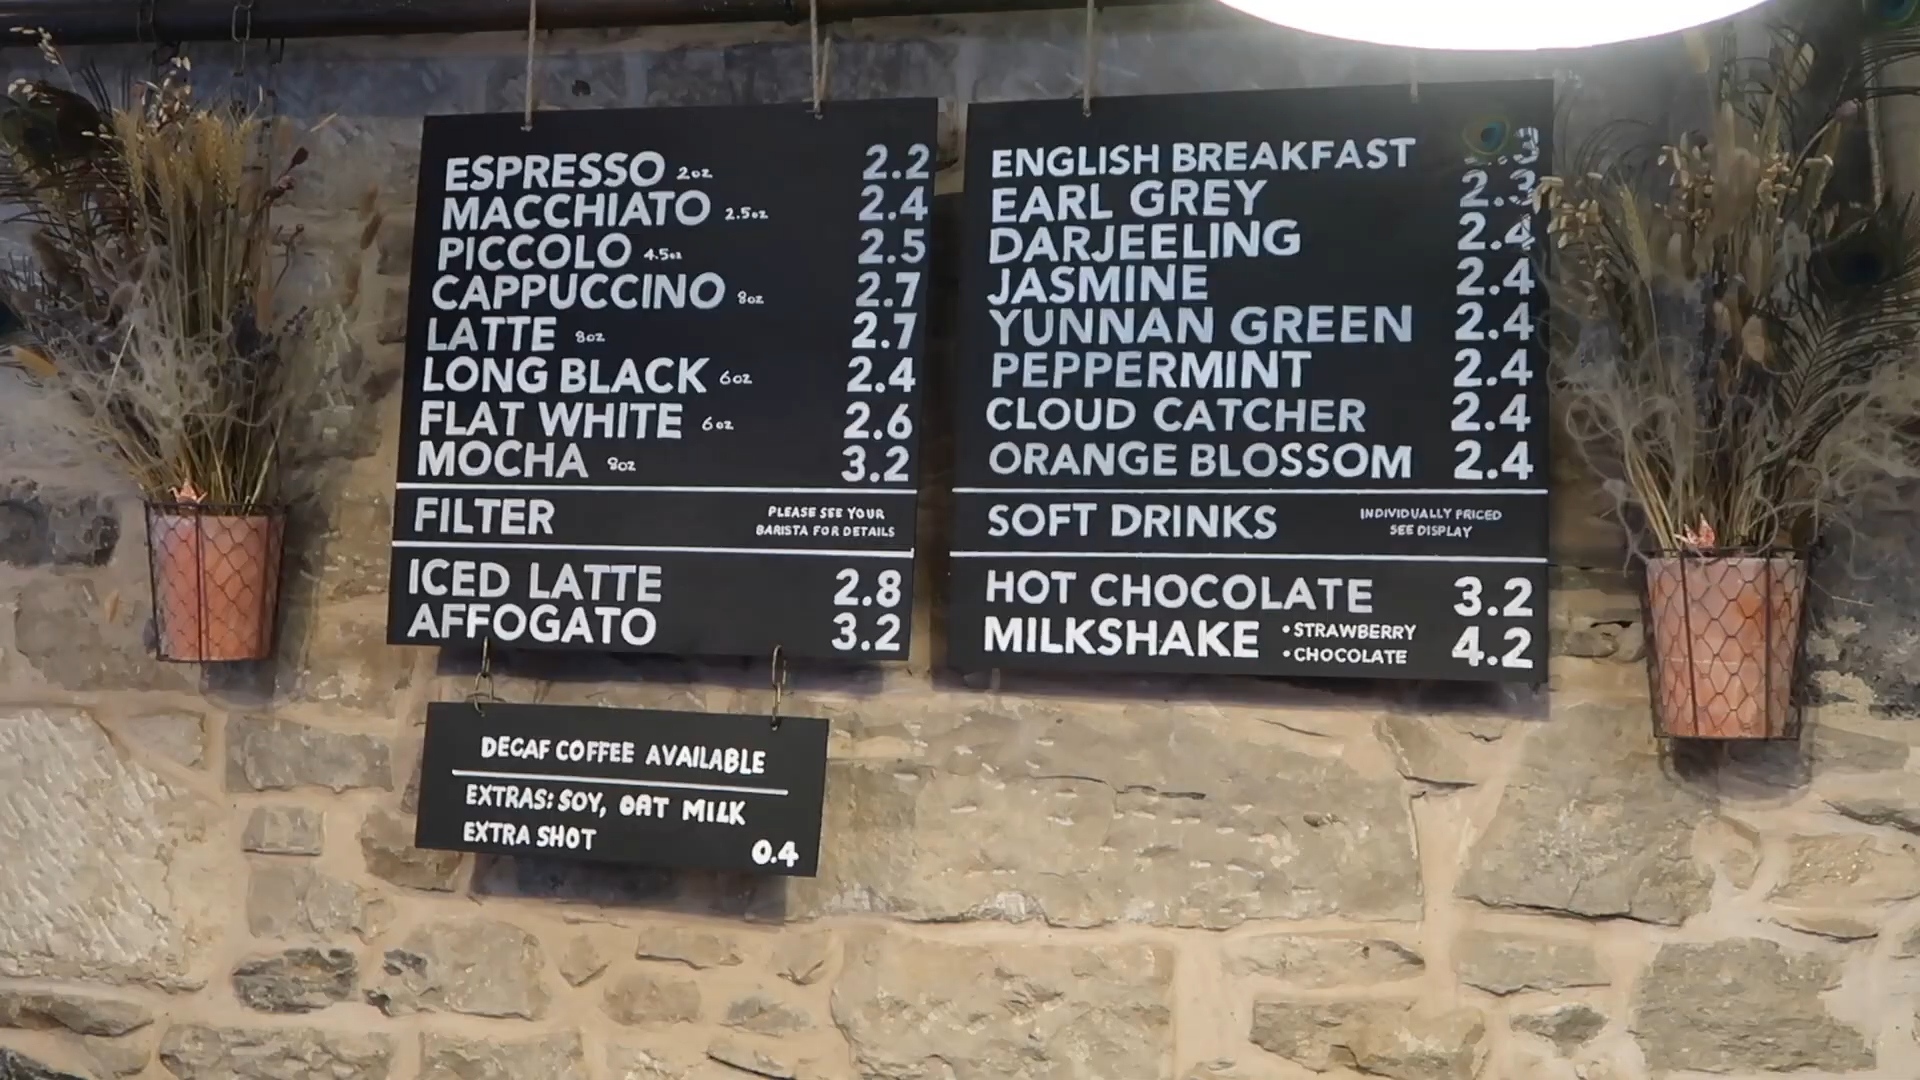 ESPRESSO 2oz 2.2
MACCHIATO 2.5oz 2.4
PICCOLO 4.5oz 2.5
CAPPUCCINO 8oz 2.7
LATTE 8oz 2.7
LONG BLACK 6oz 2.4
FLAT WHITE 6oz 2.6
MOCHA 8oz 3.2
FILTER PLEASE SEE YOUR
BARISTA FOR DETAILS
ICED LATTE 2.8
AFFOGATO 3.2
DECAF COFFEE AVAILABLE
EXTRAS: SOY, OAT MILK
EXTRA SHOT 0.4
ENGLISH BREAKFAST
EARL GREY 2.3
DARJEELING 2.4
JASMINE 2.4
YUNNAN GREEN 2.4
PEPPERMINT 2.4
CLOUD CATCHER 2.4
ORANGE BLOSSOM 2.4
SOFT DRINKS INDIVIDUALLY PRICED
SEE DISPLAY
HOT CHOCOLATE 3.2
MILKSHAKE •STRAWBERRY 4.2
•CHOCOLATE